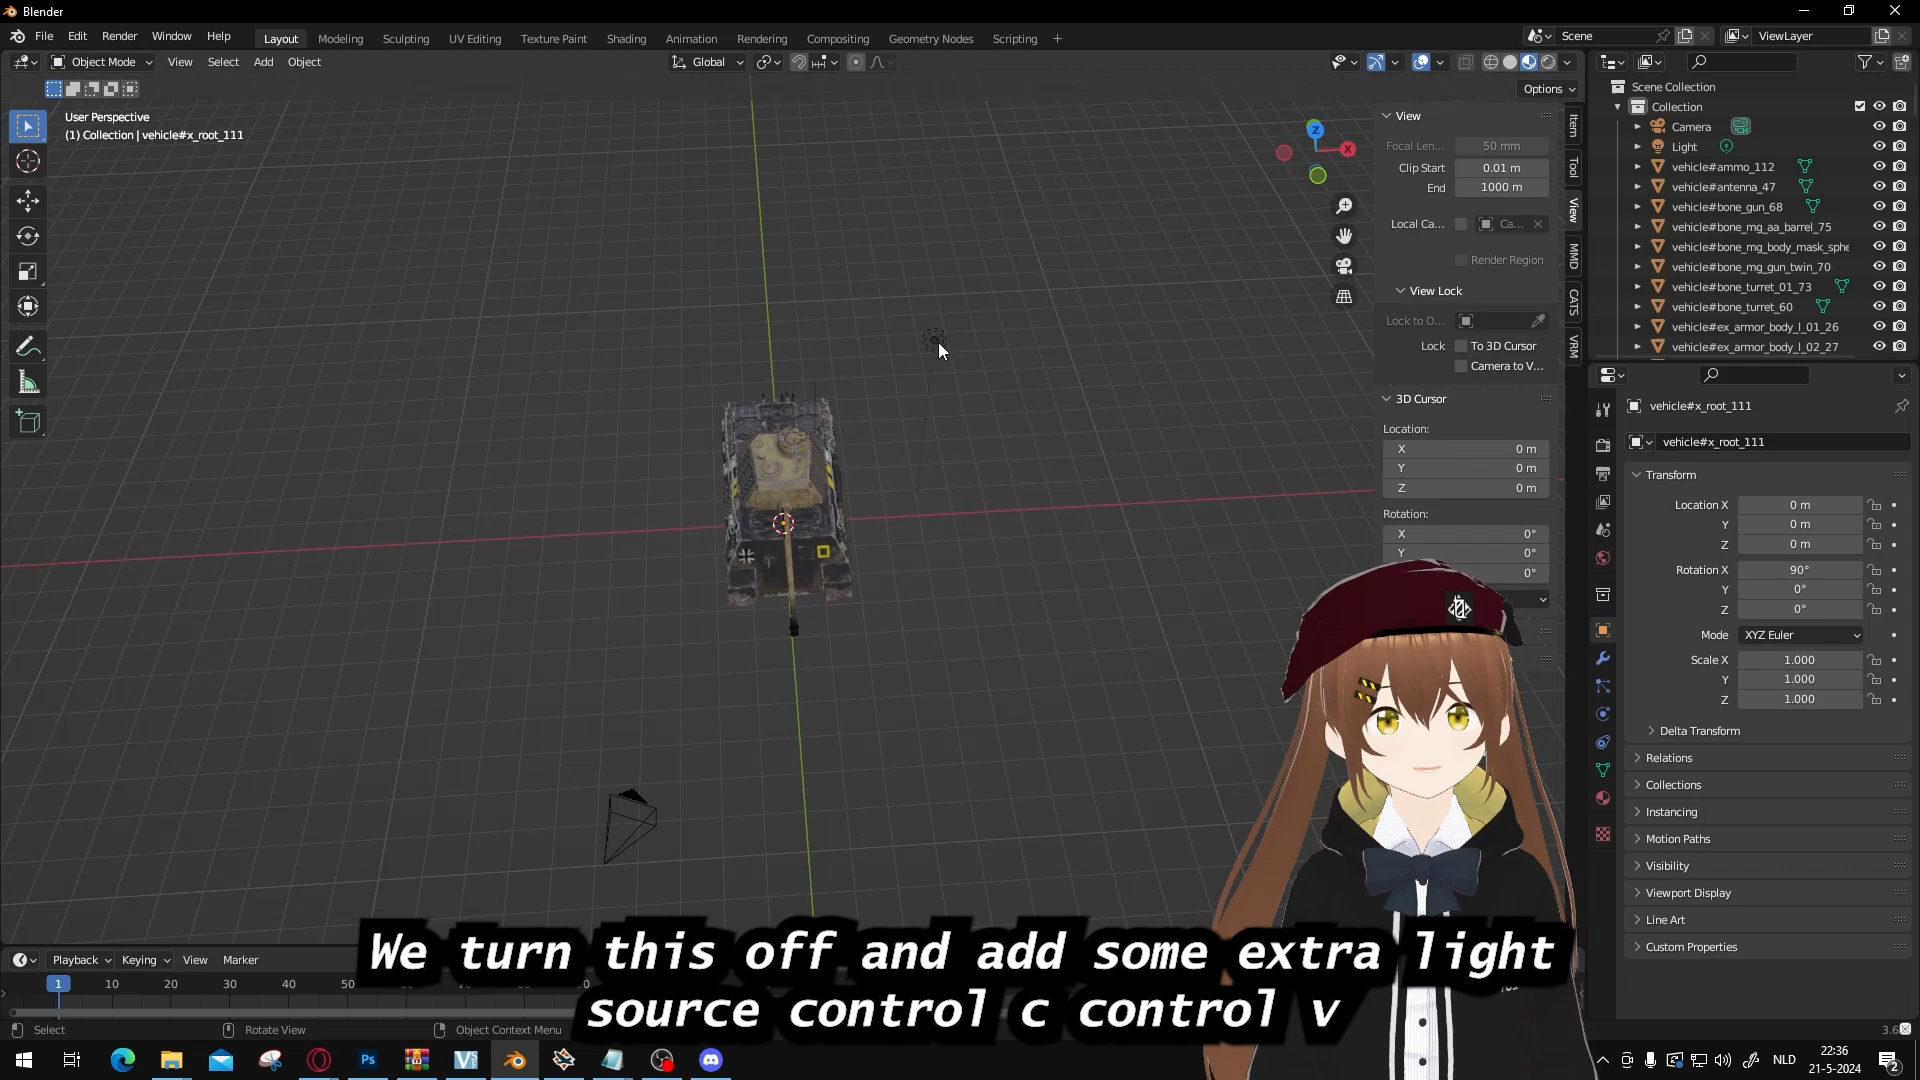 Blender
File Edit Render Window Help
Layout Modeling Sculpting UV Editing Texture Paint Shading Animation Rendering Compositing Geometry Nodes Scripting +
Scene
ViewLayer
Object Mode View Select Add Object
Global
Options
User Perspective
(1) Collection | vehicle#x_root_111
Z
X
View
Focal Len... 50 mm
Clip Start 0.01 m
End 1000 m
Local Ca... Ca...
Render Region
View Lock
Lock to O...
Lock To 3D Cursor
Camera to V...
3D Cursor
Location:
X 0 m
Y 0 m
Z 0 m
Rotation:
X 0°
Y 0°
0°
Item
Tool
View
MMD
CATS
VRM
Scene Collection
Collection
Camera
Light
vehicle#ammo_112
vehicle#antenna_47
vehicle#bone_gun_68
vehicle#bone_mg_aa_barrel_75
vehicle#bone_mg_body_mask_sphe
vehicle#bone_mg_gun_twin_70
vehicle#bone_turret_01_73
vehicle#bone_turret_60
vehicle#ex_armor_body_l_01_26
vehicle#ex_armor_body_l_02_27
vehicle#x_root_111
vehicle#x_root_111
Transform
Location X 0 m
Y 0 m
Z 0 m
Rotation X 90°
Y 0°
Z 0°
Mode XYZ Euler
Scale X 1.000
Y 1.000
Z 1.000
Delta Transform
Relations
Collections
Instancing
Motion Paths
Visibility
Viewport Display
Line Art
Custom Properties
We turn this off and add some extra light
source control c control v
Playback Keying View Marker
1 10 20 30 40 50
Select Rotate View Object Context Menu
3.6
Ps
NLD
22:36
21-5-2024
2